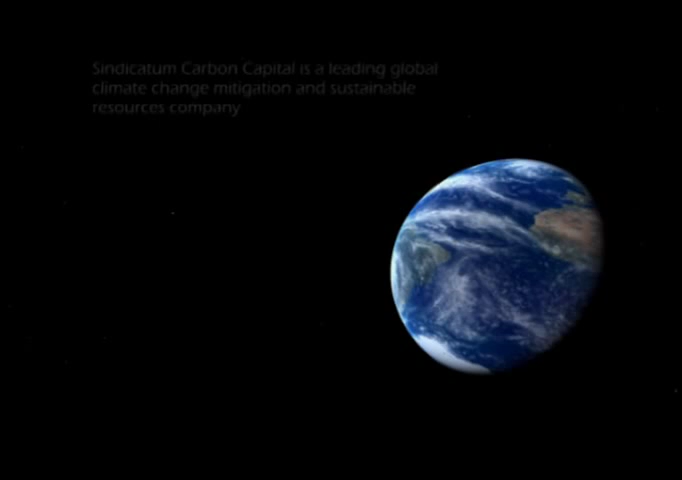 Sindicatum Carbon Capital is a leading global
climate change mitigation and sustainable
resources company